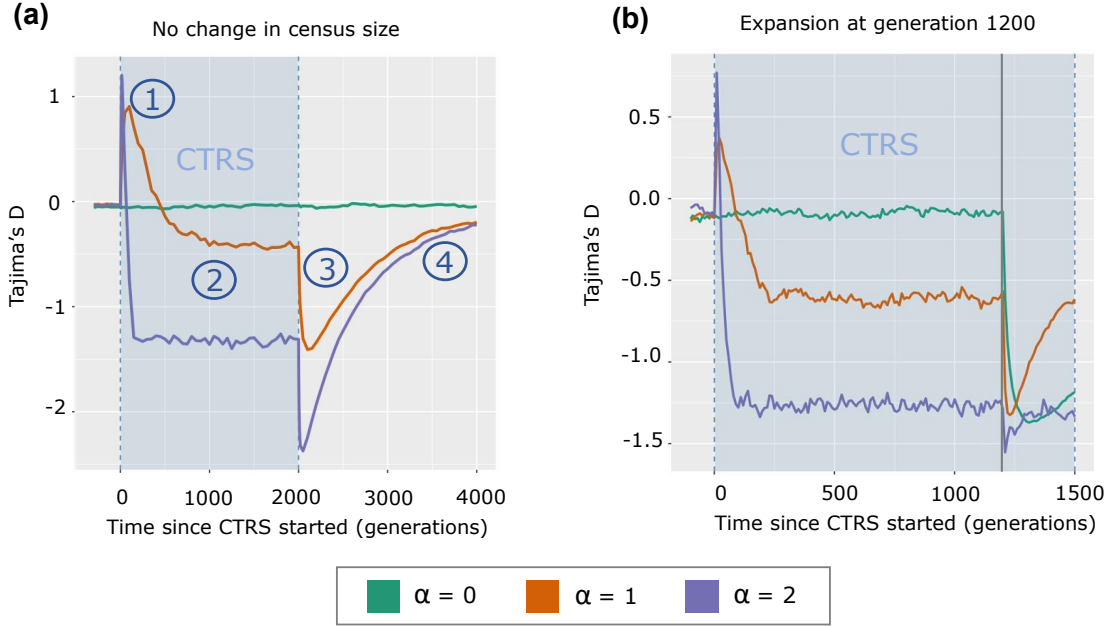 (a)
No change in census size
Tajima's D
1
0
-1
-2
1
CTRS
2
3
4
0
1000
2000
3000
4000
Time since CTRS started (generations)
(b)
Expansion at generation 1200
Tajima's D
0.5
0.0
-0.5
-1.0
-1.5
CTRS
0
500
1000
1500
Time since CTRS started (generations)
α = 0
α = 1
α = 2